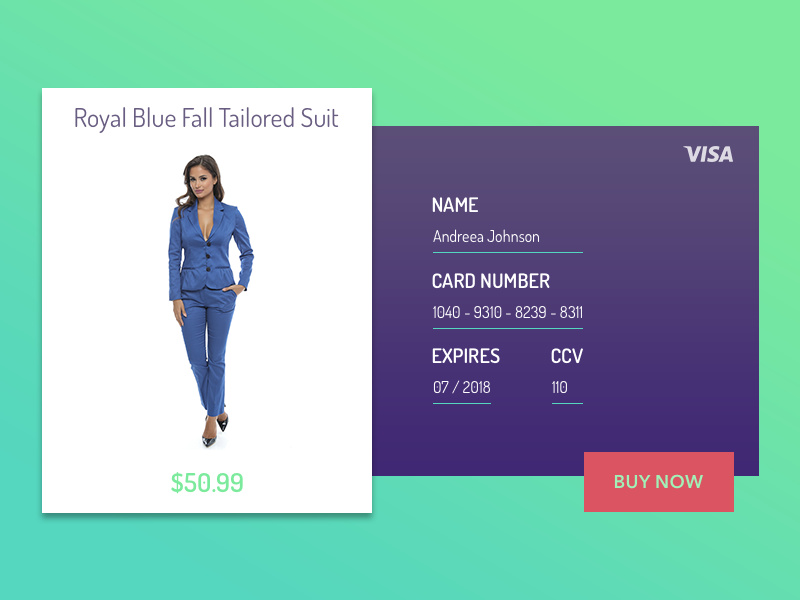 Royal Blue Fall Tailored Suit
$50.99
VISA
NAME
Andreea Johnson
CARD NUMBER
1040 - 9310 - 8239 - 8311
EXPIRES CCV
07 / 2018 110
BUY NOW